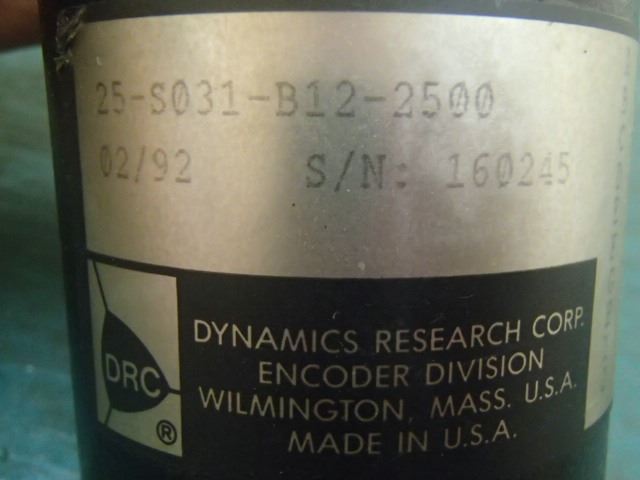 25-S031-B12-2500
02/92 S/N: 160245
DRC
®
DYNAMICS RESEARCH CORP.
ENCODER DIVISION
WILMINGTON, MASS. U.S.A.
MADE IN U.S.A.